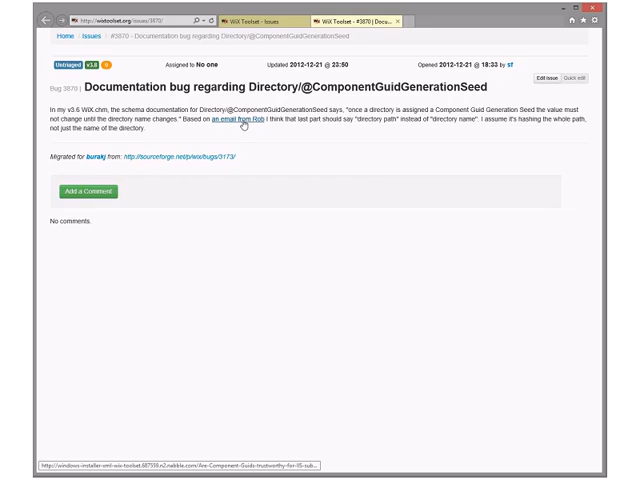 http://wixtoolset.org/issues/3870/
WiX Toolset - Issues
WiX Toolset - #3870 | Docu...
Home / Issues / #3870 - Documentation bug regarding Directory/@ComponentGuidGenerationSeed
Untriaged v3.8 0 Assigned to No one Updated 2012-12-21 @ 23:50 Opened 2012-12-21 @ 18:33 by sf
Edit issue Quick edit
Bug 3870 | Documentation bug regarding Directory/@ComponentGuidGenerationSeed
In my v3.6 WiX.chm, the schema documentation for Directory/@ComponentGuidGenerationSeed says, "once a directory is assigned a Component Guid Generation Seed the value must
not change until the directory name changes." Based on an email from Rob I think that last part should say "directory path" instead of "directory name". I assume it's hashing the whole path,
not just the name of the directory.
Migrated for burakj from: http://sourceforge.net/p/wix/bugs/3173/
Add a Comment
No comments.
http://windows-installer-xml-wix-toolset.687559.n2.nabble.com/Are-Component-Guids-trustworthy-for-IIS-sub...